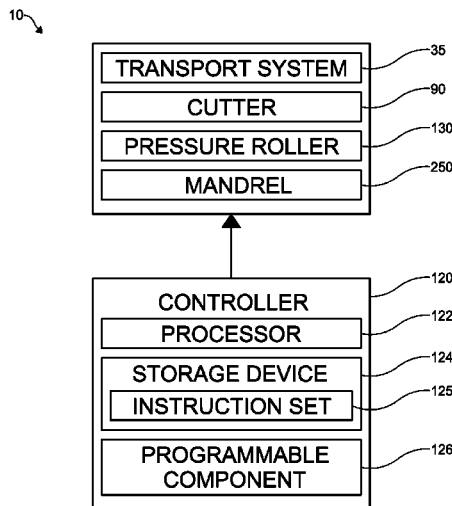 10
TRANSPORT SYSTEM 35
CUTTER 90
PRESSURE ROLLER 130
MANDREL 250
CONTROLLER 120
PROCESSOR 122
STORAGE DEVICE 124
INSTRUCTION SET 125
PROGRAMMABLE
COMPONENT 126